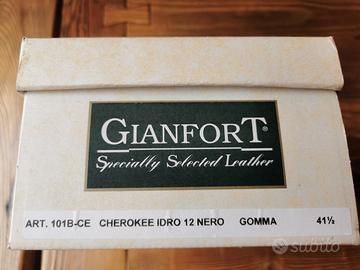 GIANFORT®
Specially Selected Leather
ART. 101B-CE CHEROKEE IDRO 12 NERO GOMMA 41½
subito